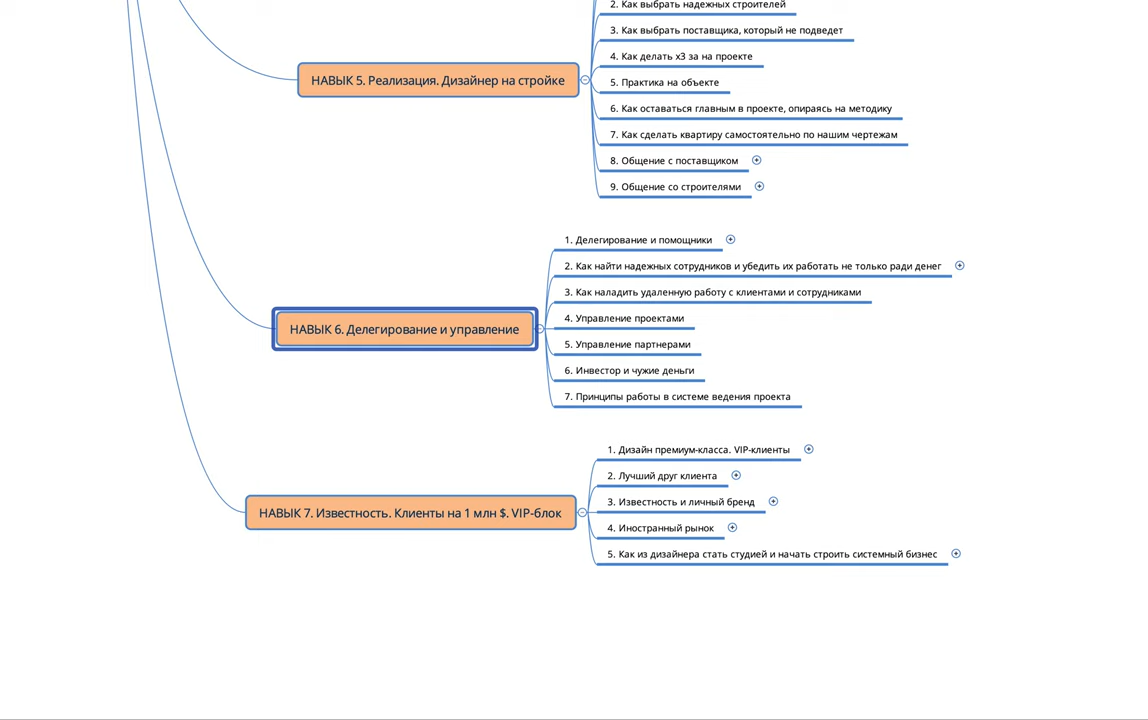 2. Как выбрать надежных строителей
3. Как выбрать поставщика, который не подведет
4. Как делать х3 за на проекте
НАВЫК 5. Реализация. Дизайнер на стройке
5. Практика на объекте
6. Как оставаться главным в проекте, опираясь на методику
7. Как сделать квартиру самостоятельно по нашим чертежам
8. Общение с поставщиком
9. Общение со строителями
НАВЫК 6. Делегирование и управление
1. Делегирование и помощники
2. Как найти надежных сотрудников и убедить их работать не только ради денег
3. Как наладить удаленную работу с клиентами и сотрудниками
4. Управление проектами
5. Управление партнерами
6. Инвестор и чужие деньги
7. Принципы работы в системе ведения проекта
НАВЫК 7. Известность. Клиенты на 1 млн $. VIP-блок
1. Дизайн премиум-класса. VIP-клиенты
2. Лучший друг клиента
3. Известность и личный бренд
4. Иностранный рынок
5. Как из дизайнера стать студией и начать строить системный бизнес